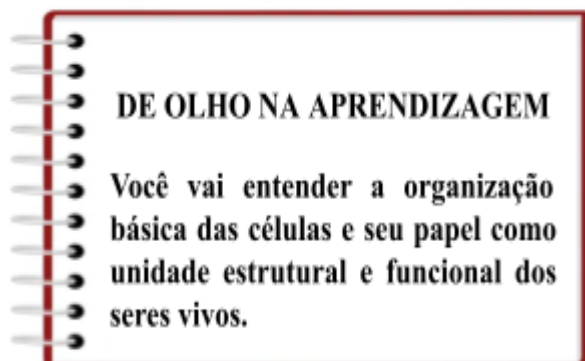 DE OLHO NA APRENDIZAGEM
Você vai entender a organização
básica das células e seu papel como
unidade estrutural e funcional dos
seres vivos.